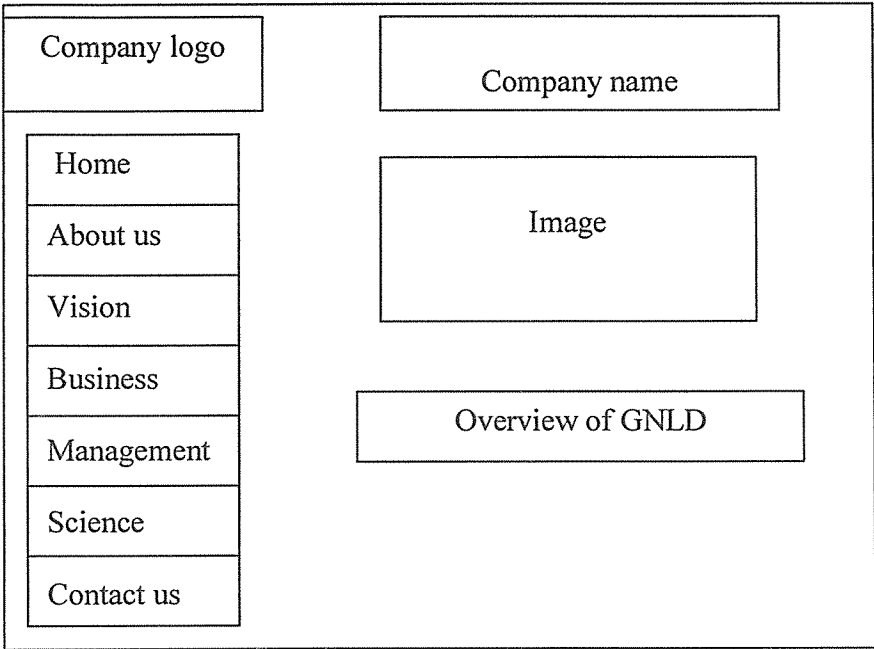 Company logo
Company name
Home
About us
Vision
Business
Management
Science
Contact us
Image
Overview of GNLD